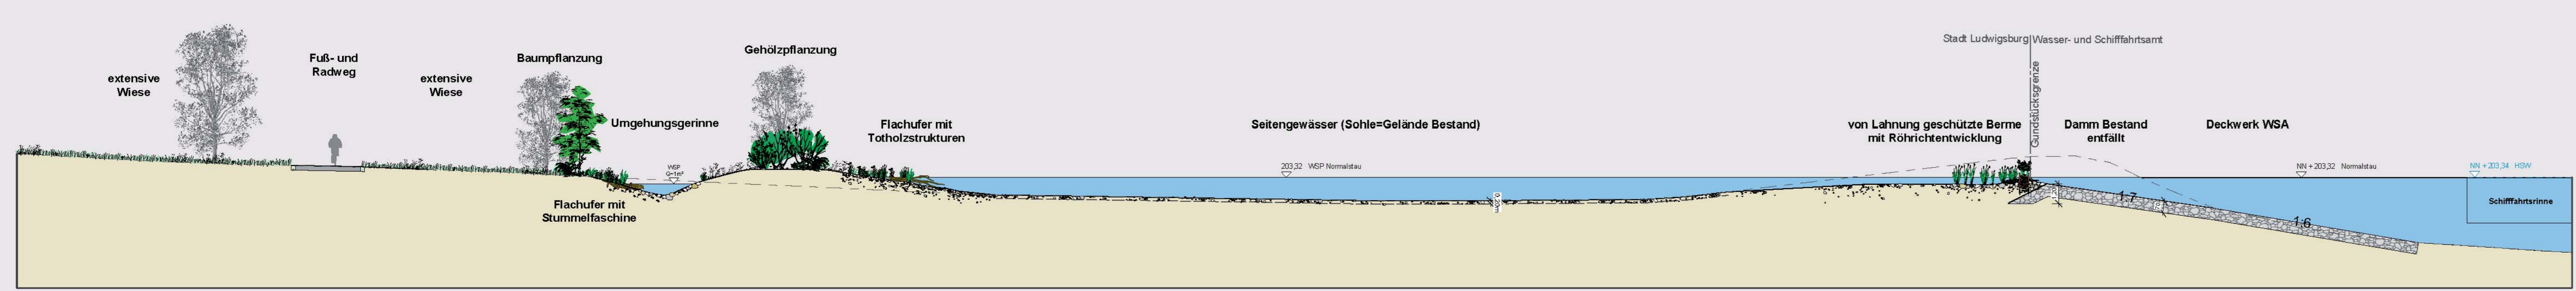 extensive
Wiese
Fuß- und
Radweg
extensive
Wiese
Baumpflanzung
Umgehungsgerinne
Flachufer mit
Stummelfaschine
WSP
Q=1m³
Gehölzpflanzung
Flachufer mit
Totholzstrukturen
Seitengewässer (Sohle=Gelände Bestand)
203,32 WSP Normalstau
Stadt Ludwigsburg
Wasser- und Schifffahrtsamt
Gundstücksgrenze
von Lahnung geschützte Berme
mit Röhrichtentwicklung
Damm Bestand
entfällt
Deckwerk WSA
NN +203,32 Normalstau
NN +203,34 HSW
Schifffahrtsrinne
1:7
1:6